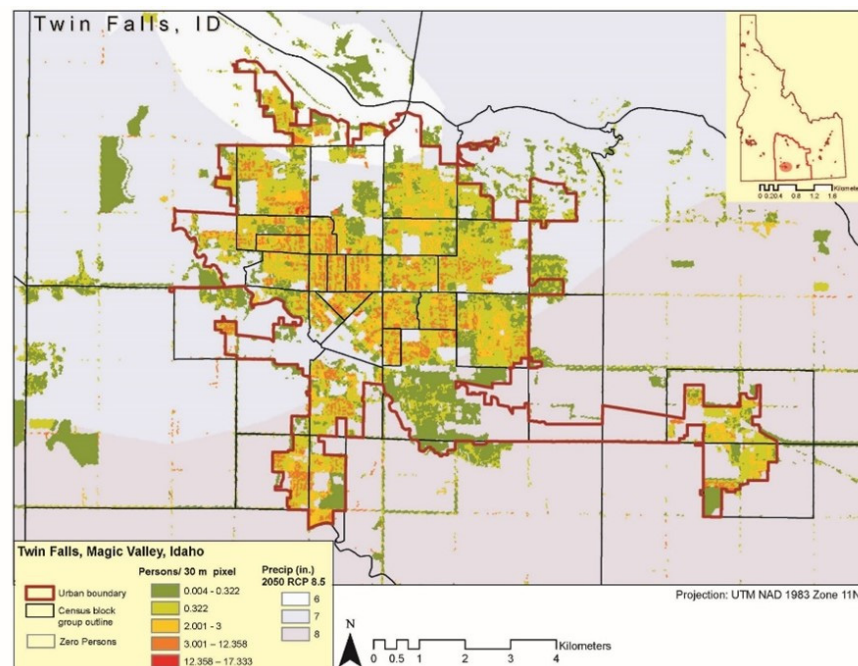 Twin Falls, ID
Kilometers
0 0.20.4 0.8 1.2 1.6
Twin Falls, Magic Valley, Idaho
Urban boundary
Census block
group outline
Zero Persons
Persons/ 30 m pixel
0.004 - 0.322
0.322
2.001 - 3
3.001 – 12.358
12.358 - 17.333
Precip (in.)
2050 RCP 8.5
6
7
8
Projection: UTM NAD 1983 Zone 11N
N
Kilometers
0 0.5 1 2 3 4